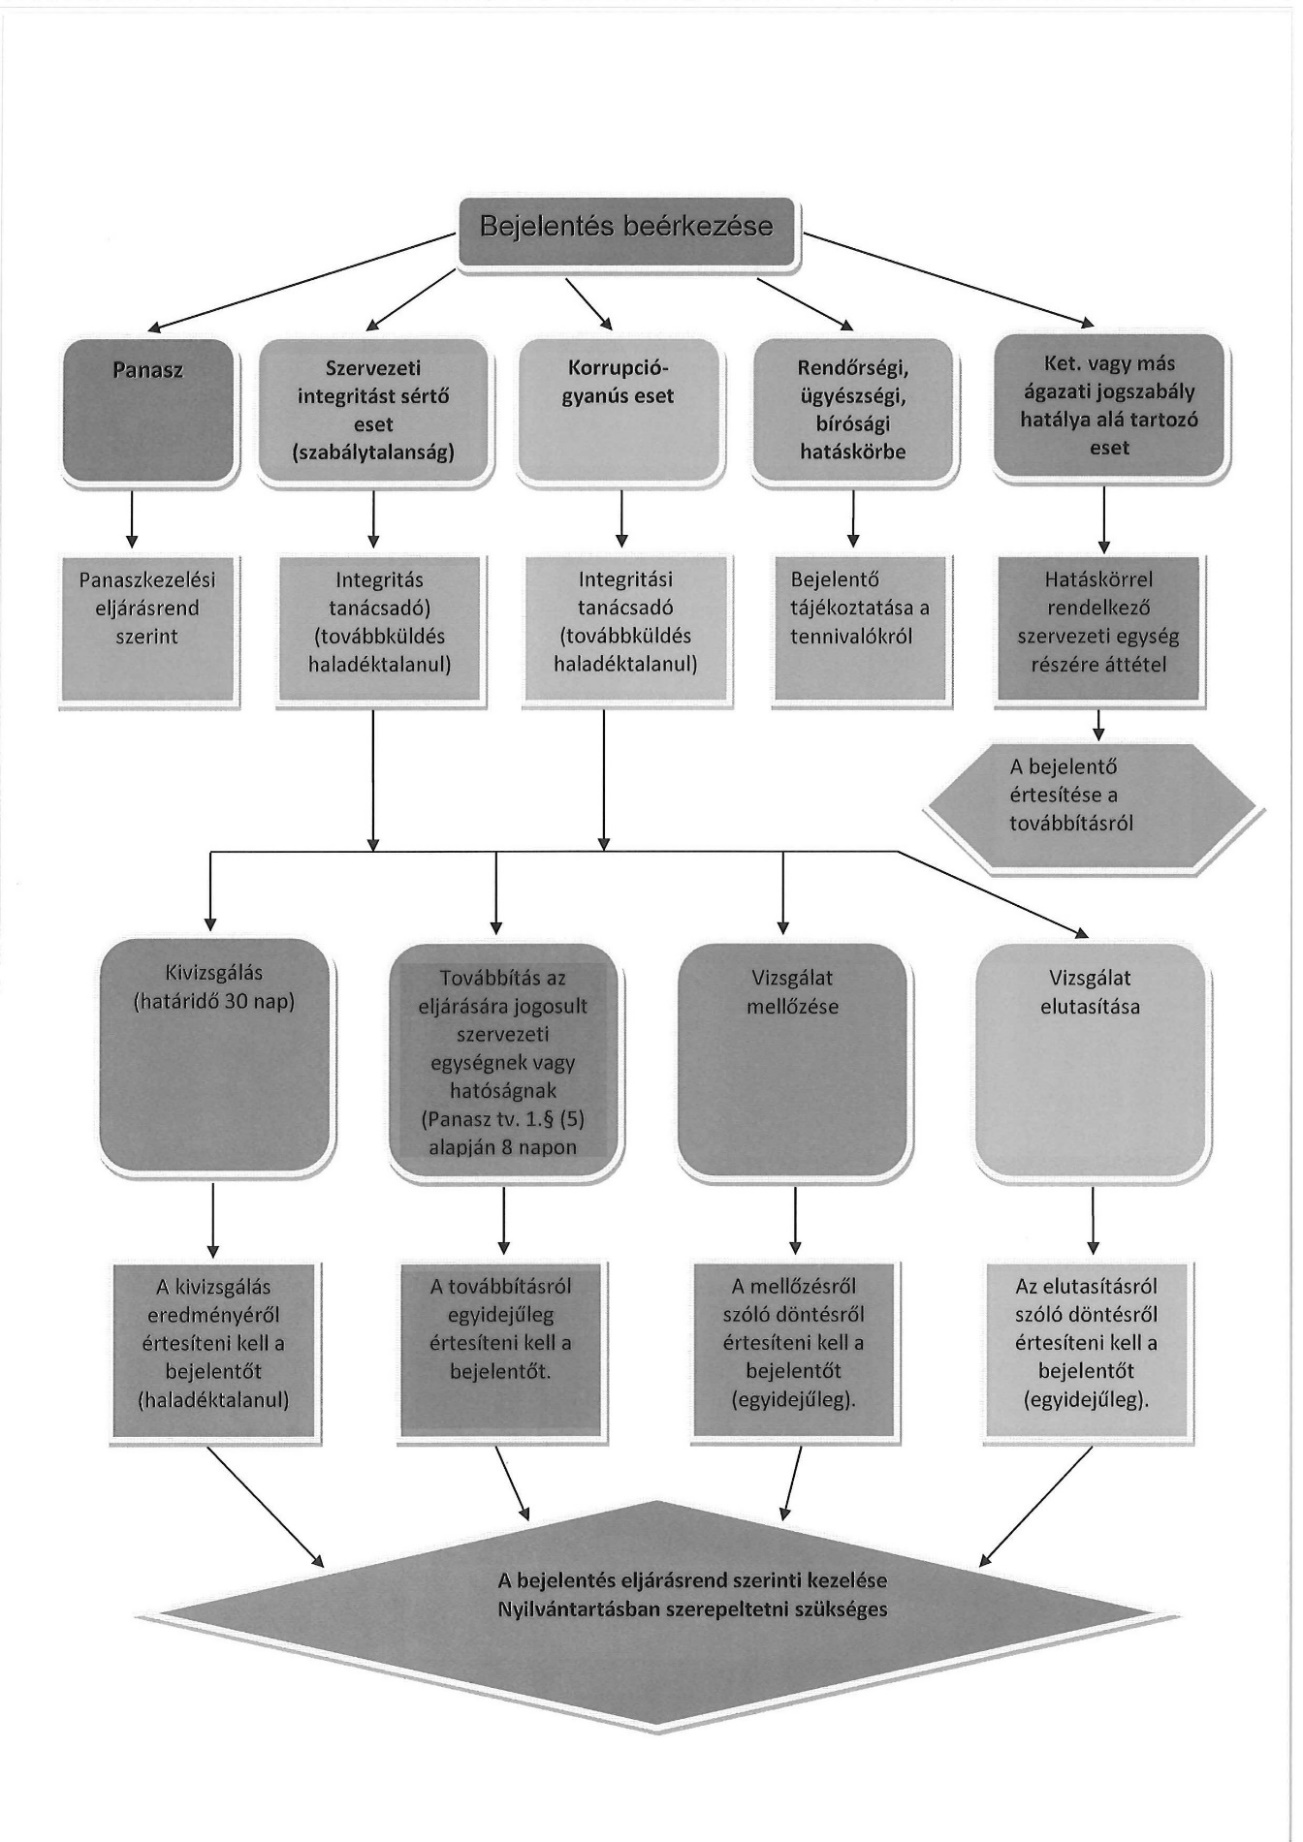 Bejelentés beérkezése
Panasz
Szervezeti
integritást sértő
eset
(szabálytalanság)
Korrupció-
gyanús eset
Rendőrségi,
ügyészségi,
bírósági
hatáskörbe
Ket. vagy más
ágazati jogszabály
hatálya alá tartozó
eset
Panaszkezelési
eljárásrend
szerint
Integritás
tanácsadó)
(továbbküldés
haladéktalanul)
Integritási
tanácsadó
(továbbküldés
haladéktalanul)
Bejelentő
tájékoztatása a
tennivalókról
Hatáskörrel
rendelkező
szervezeti egység
részére áttétel
A bejelentő
értesítése a
továbbításról
Kivizsgálás
(határidő 30 nap)
Továbbítás az
eljárására jogosult
szervezeti
egységnek vagy
hatóságnak
(Panasz tv. 1.§ (5)
alapján 8 napon
Vizsgálat
mellőzése
Vizsgálat
elutasítása
A kivizsgálás
eredményéről
értesíteni kell a
bejelentőt
(haladéktalanul)
A továbbításról
egyidejűleg
értesíteni kell a
bejelentőt.
A mellőzésről
szóló döntésről
értesíteni kell a
bejelentőt
(egyidejűleg).
Az elutasításról
szóló döntésről
értesíteni kell a
bejelentőt
(egyidejűleg).
A bejelentés eljárásrend szerinti kezelése
Nyilvántartásban szerepeltetni szükséges